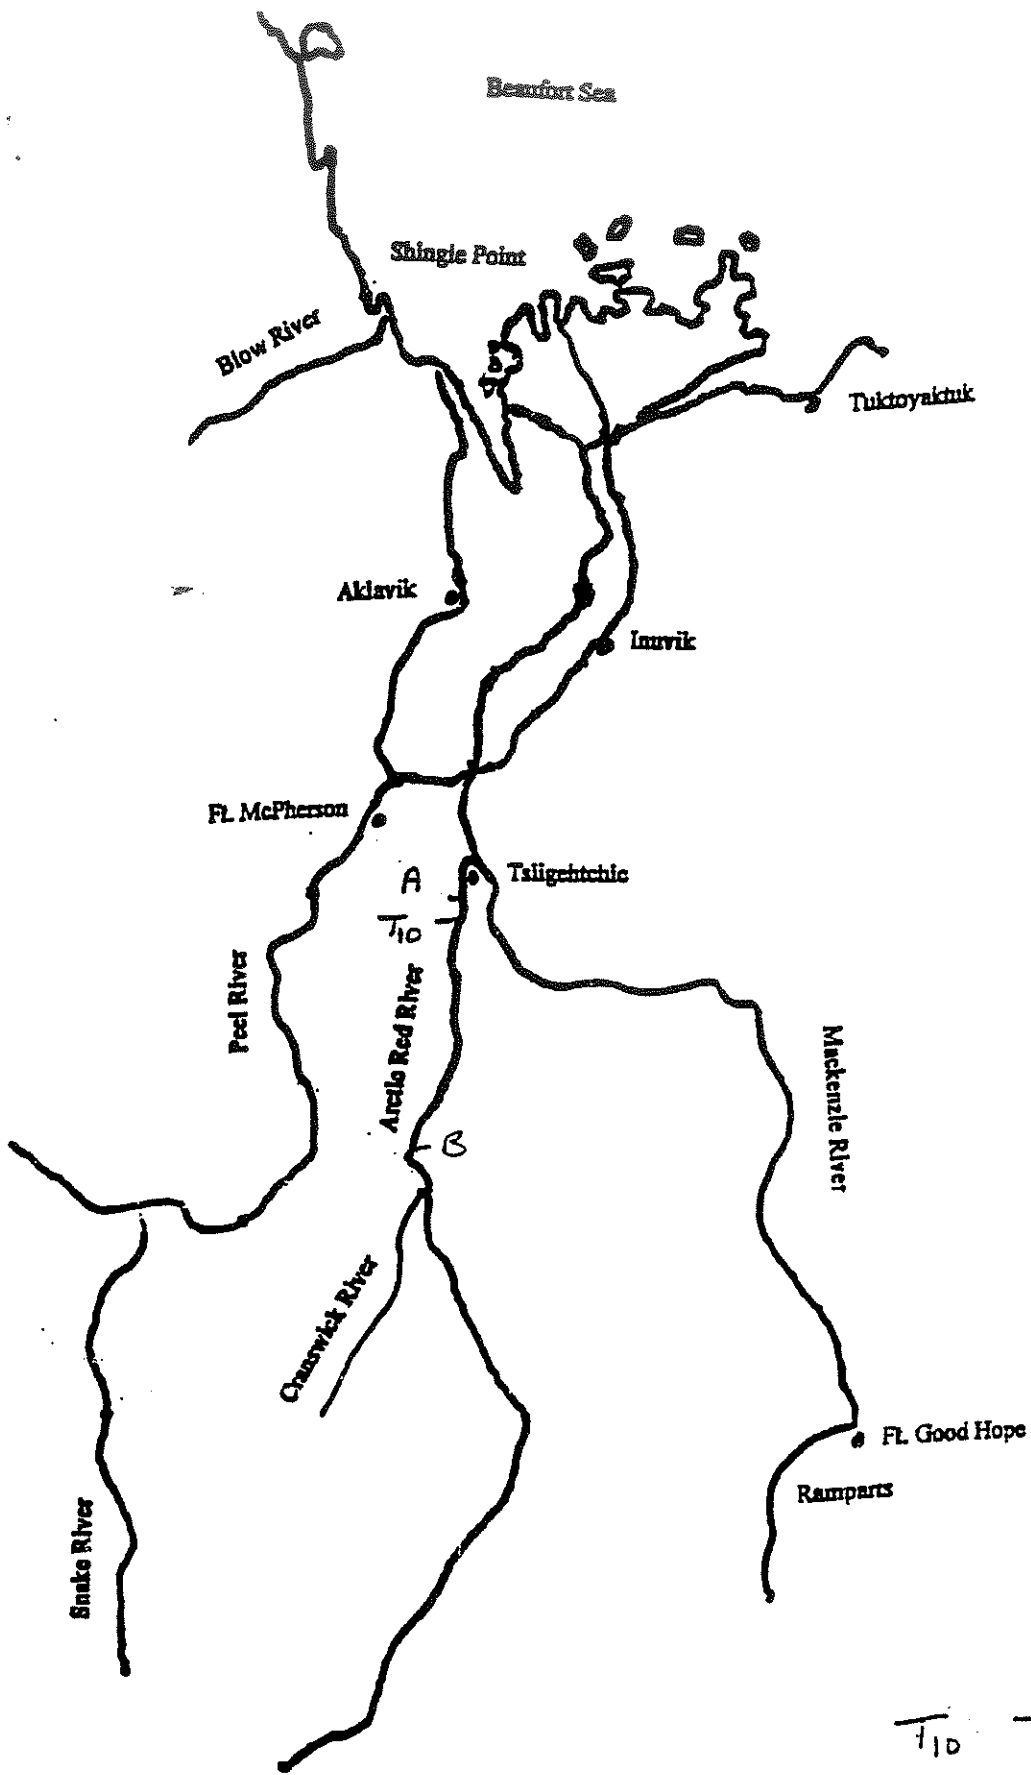 Beaufort Sea
Shingle Point
Blow River
Tuktoyaktuk
Aklavik
Inuvik
Ft. McPherson
Tsiigehtchic
A
T10
Peel River
Arctic Red River
Mackenzie River
B
Cranswick River
Ft. Good Hope
Ramparts
Snake River
T10